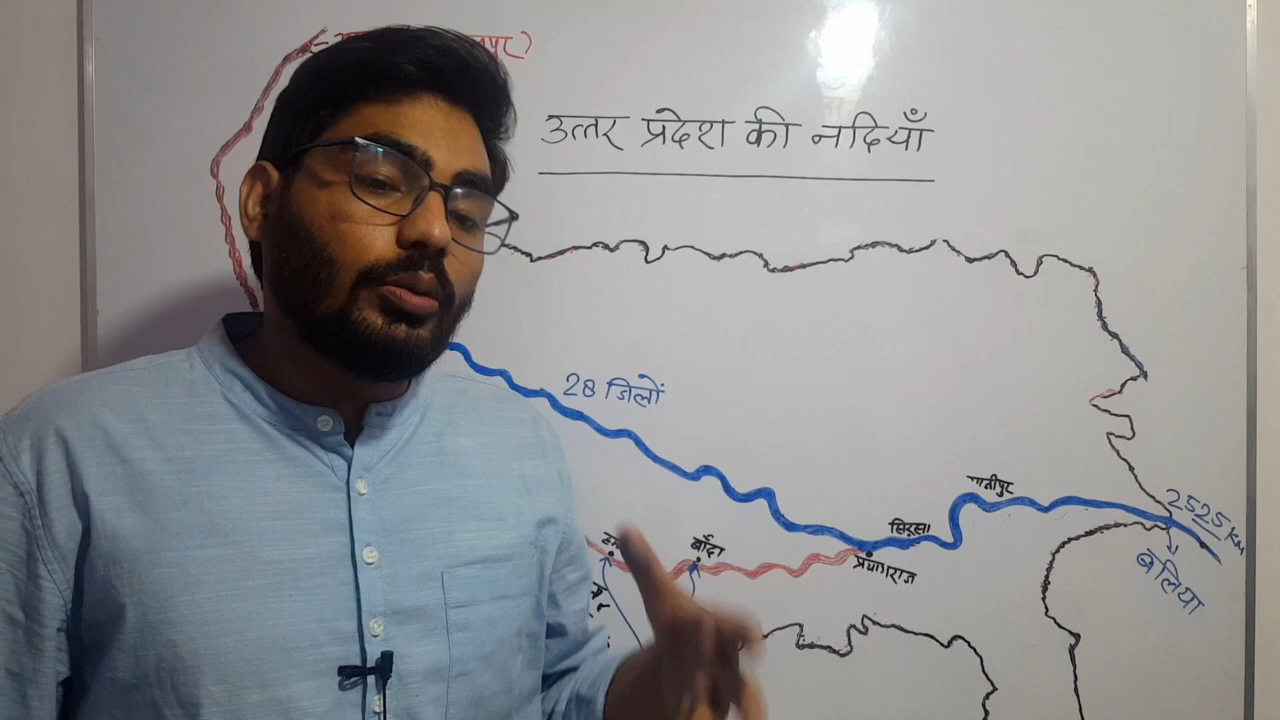 उत्तर प्रदेश की नदियाँ
28 जिलों
2525 km
सिरसा
बाँदा
प्रयागराज
बलिया